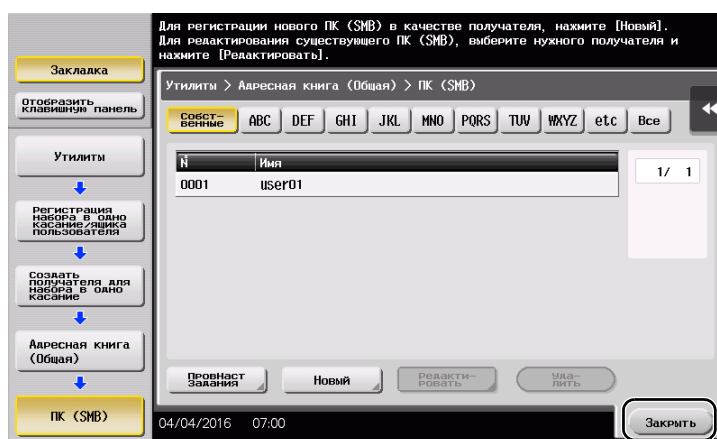 Для регистрации нового ПК (SMB) в качестве получателя, нажмите [Новый].
Для редактирования существующего ПК (SMB), выберите нужного получателя и
нажмите [Редактировать].
Закладка
Отобразить
клавишную панель
Утилиты
Регистрация
набора в одно
касание/ящика
пользователя
Создать
получателя для
набора в одно
касание
Адресная книга
(Общая)
ПК (SMB)
Утилиты > Адресная книга (Общая) > ПК (SMB)
Собст-
венные
ABC
DEF
GHI
JKL
MNO
PQRS
TUV
WXYZ
etc
Все
N
Имя
0001
user01
1/ 1
ПровНаст
Задания
Новый
Редакти-
ровать
Уда-
лить
04/04/2016 07:00
Закрыть